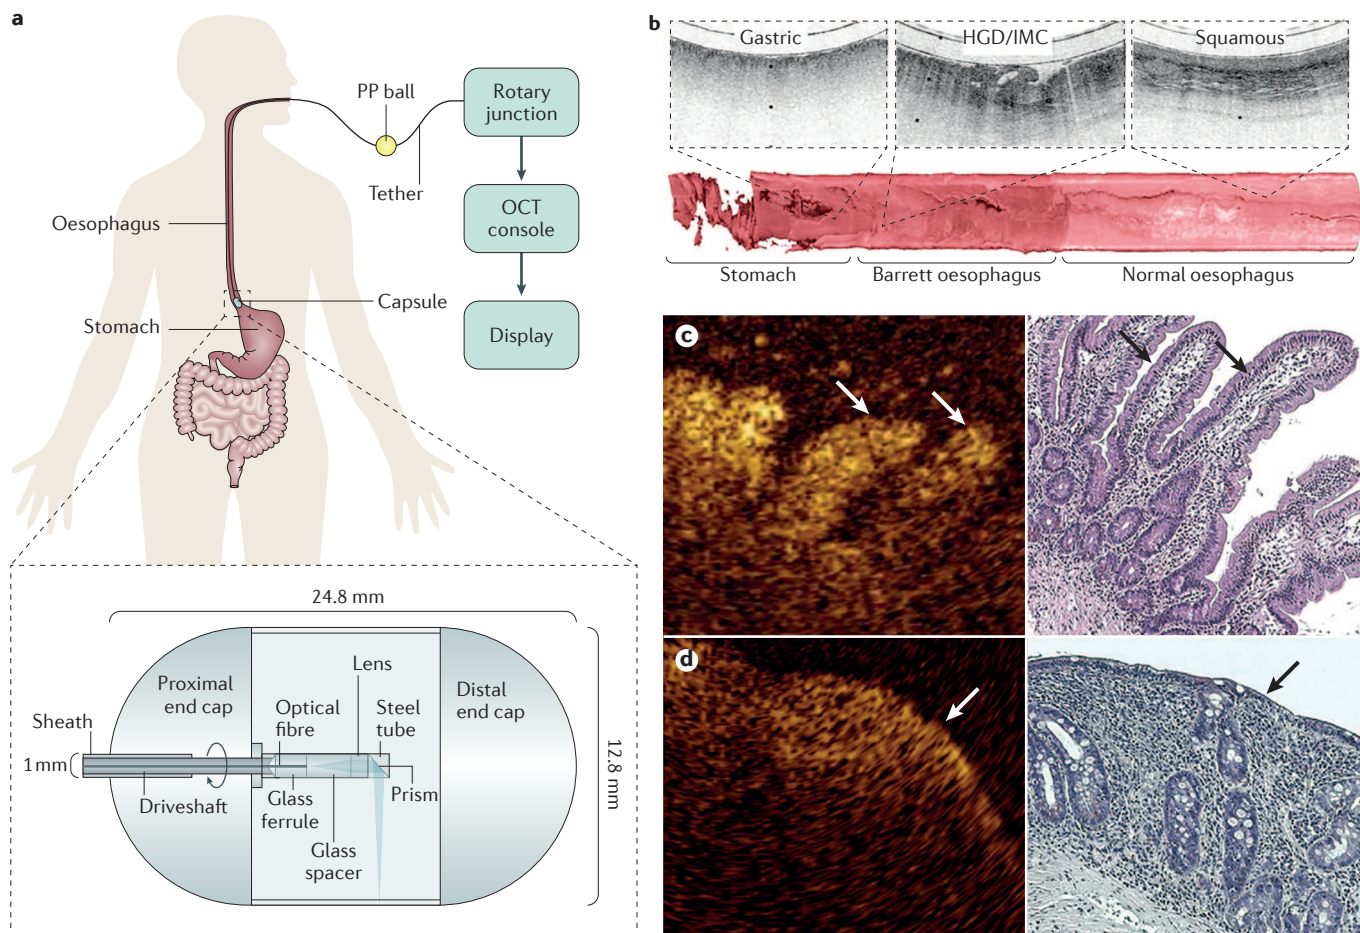 a
PP ball
Rotary
junction
Tether
Oesophagus
OCT
console
Capsule
Stomach
Display
24.8 mm
Lens
Proximal
end cap
Optical
fibre
Steel
tube
Distal
end cap
Sheath
1 mm
Driveshaft
Glass
ferrule
Prism
Glass
spacer
12.8 mm
b
Gastric
HGD/IMC
Squamous
Stomach
Barrett oesophagus
Normal oesophagus
c
d